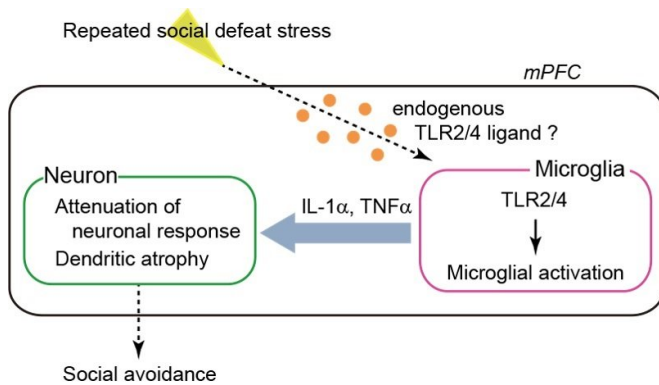 Repeated social defeat stress
mPFC
endogenous
TLR2/4 ligand ?
Neuron
Attenuation of
neuronal response
Dendritic atrophy
IL-1α, TNFα
Microglia
TLR2/4
Microglial activation
Social avoidance